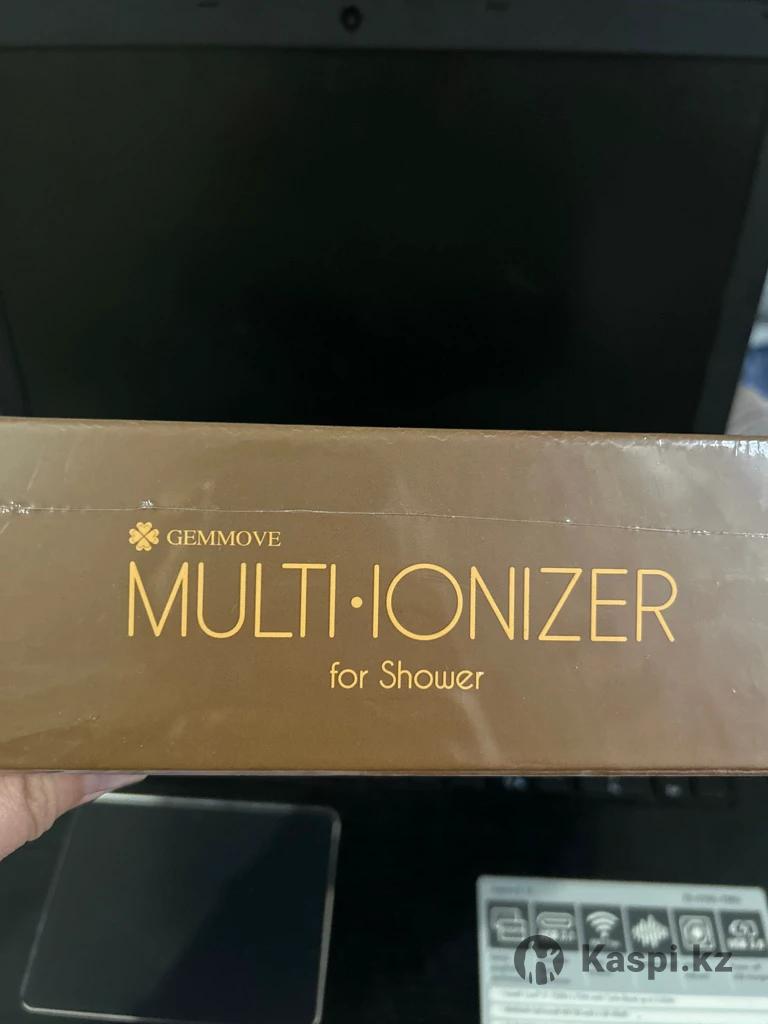 GEMMOVE
MULTI·IONIZER
for Shower
Kaspi.kz